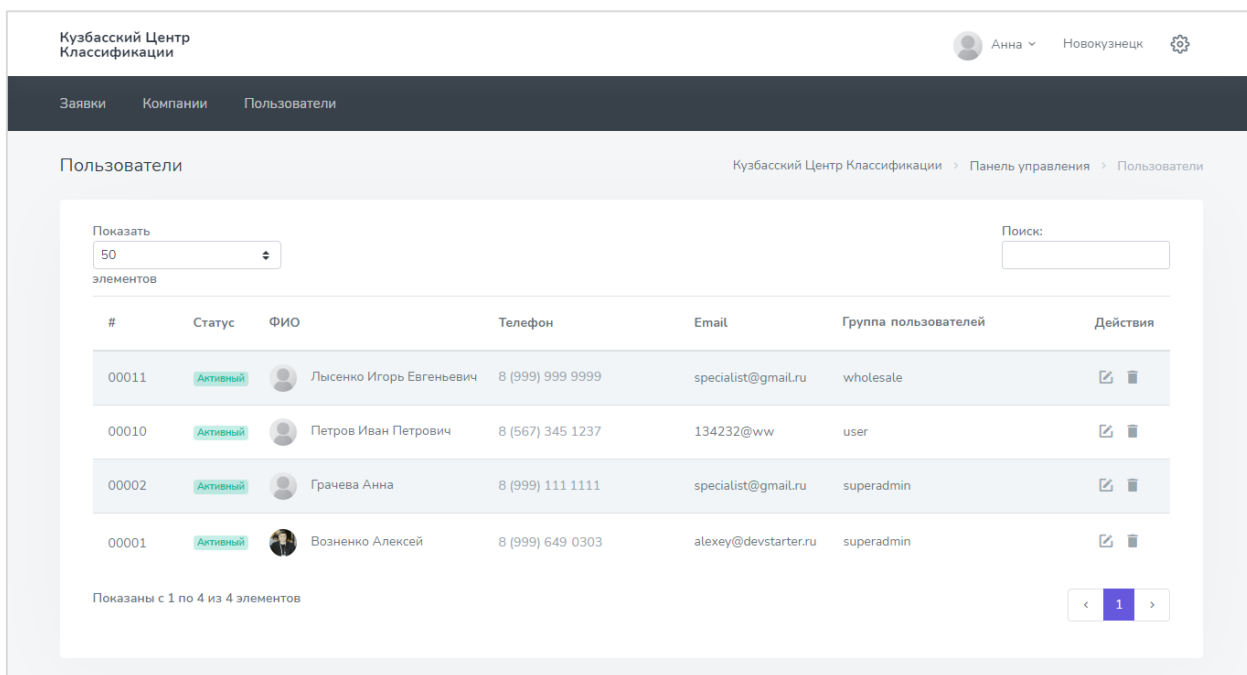 Кузбасский Центр
Классификации
Анна
Новокузнецк
Заявки Компании Пользователи
Пользователи
Кузбасский Центр Классификации > Панель управления > Пользователи
Показать
50
элементов
Поиск:
# Статус ФИО Телефон Email Группа пользователей Действия
00011 Активный Лысенко Игорь Евгеньевич 8 (999) 999 9999 specialist@gmail.ru wholesale
00010 Активный Петров Иван Петрович 8 (567) 345 1237 134232@ww user
00002 Активный Грачева Анна 8 (999) 111 1111 specialist@gmail.ru superadmin
00001 Активный Возненко Алексей 8 (999) 649 0303 alexey@devstarter.ru superadmin
Показаны с 1 по 4 из 4 элементов
‹ 1 ›